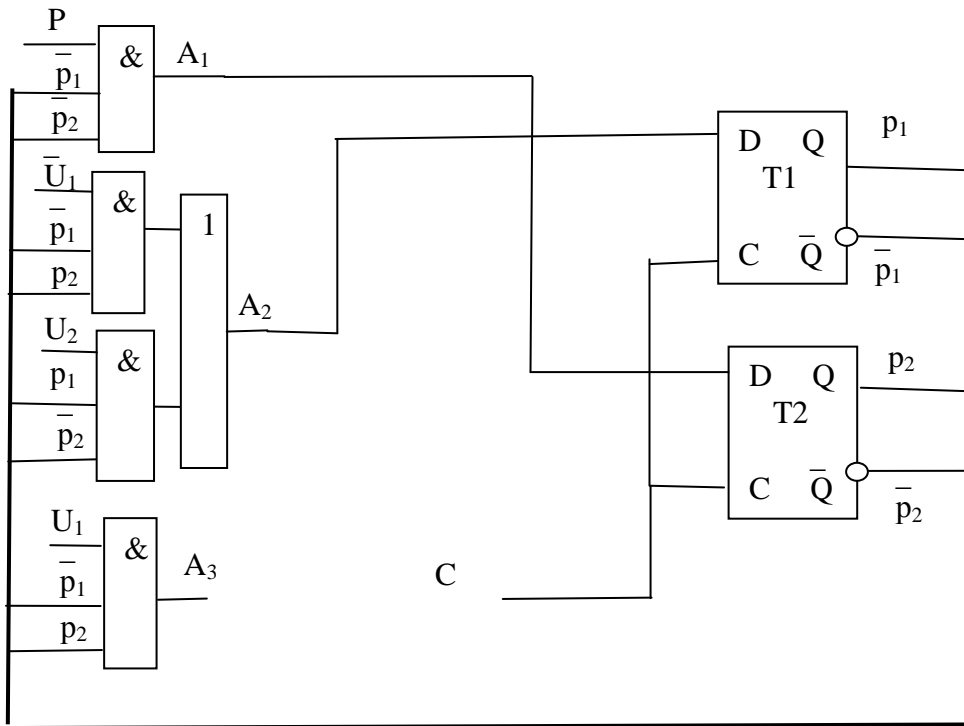 P
p̅₁
p̅₂
&
A₁
U̅₁
p̅₁
p₂
&
1
A₂
U₂
p₁
p̅₂
&
U₁
p̅₁
p₂
&
A₃
C
D Q
T1
C Q̅
p₁
p̅₁
D Q
T2
C Q̅
p₂
p̅₂